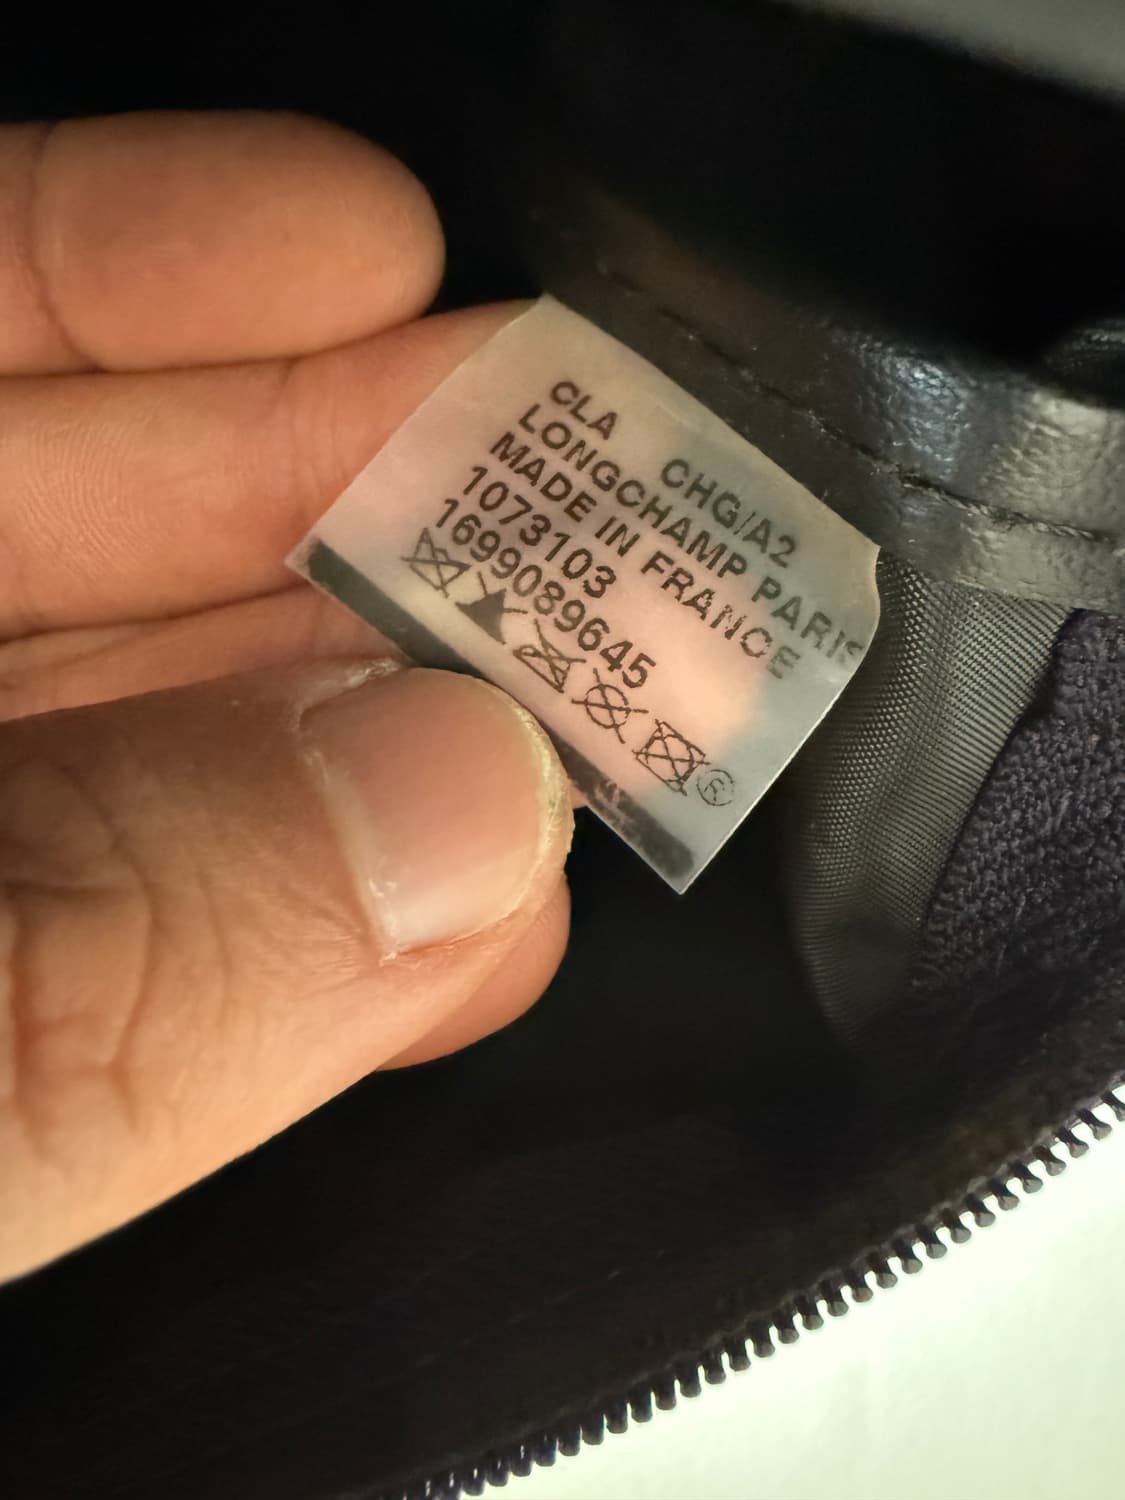 CLA CHG/A2
LONGCHAMP PARIS
MADE IN FRANCE
1073103
1699089645
®